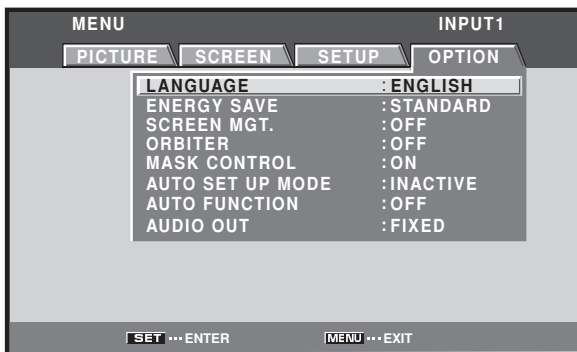 MENU INPUT1
PICTURE SCREEN SETUP OPTION
LANGUAGE :ENGLISH
ENERGY SAVE :STANDARD
SCREEN MGT. :OFF
ORBITER :OFF
MASK CONTROL :ON
AUTO SET UP MODE :INACTIVE
AUTO FUNCTION :OFF
AUDIO OUT :FIXED
SET ··· ENTER MENU ··· EXIT